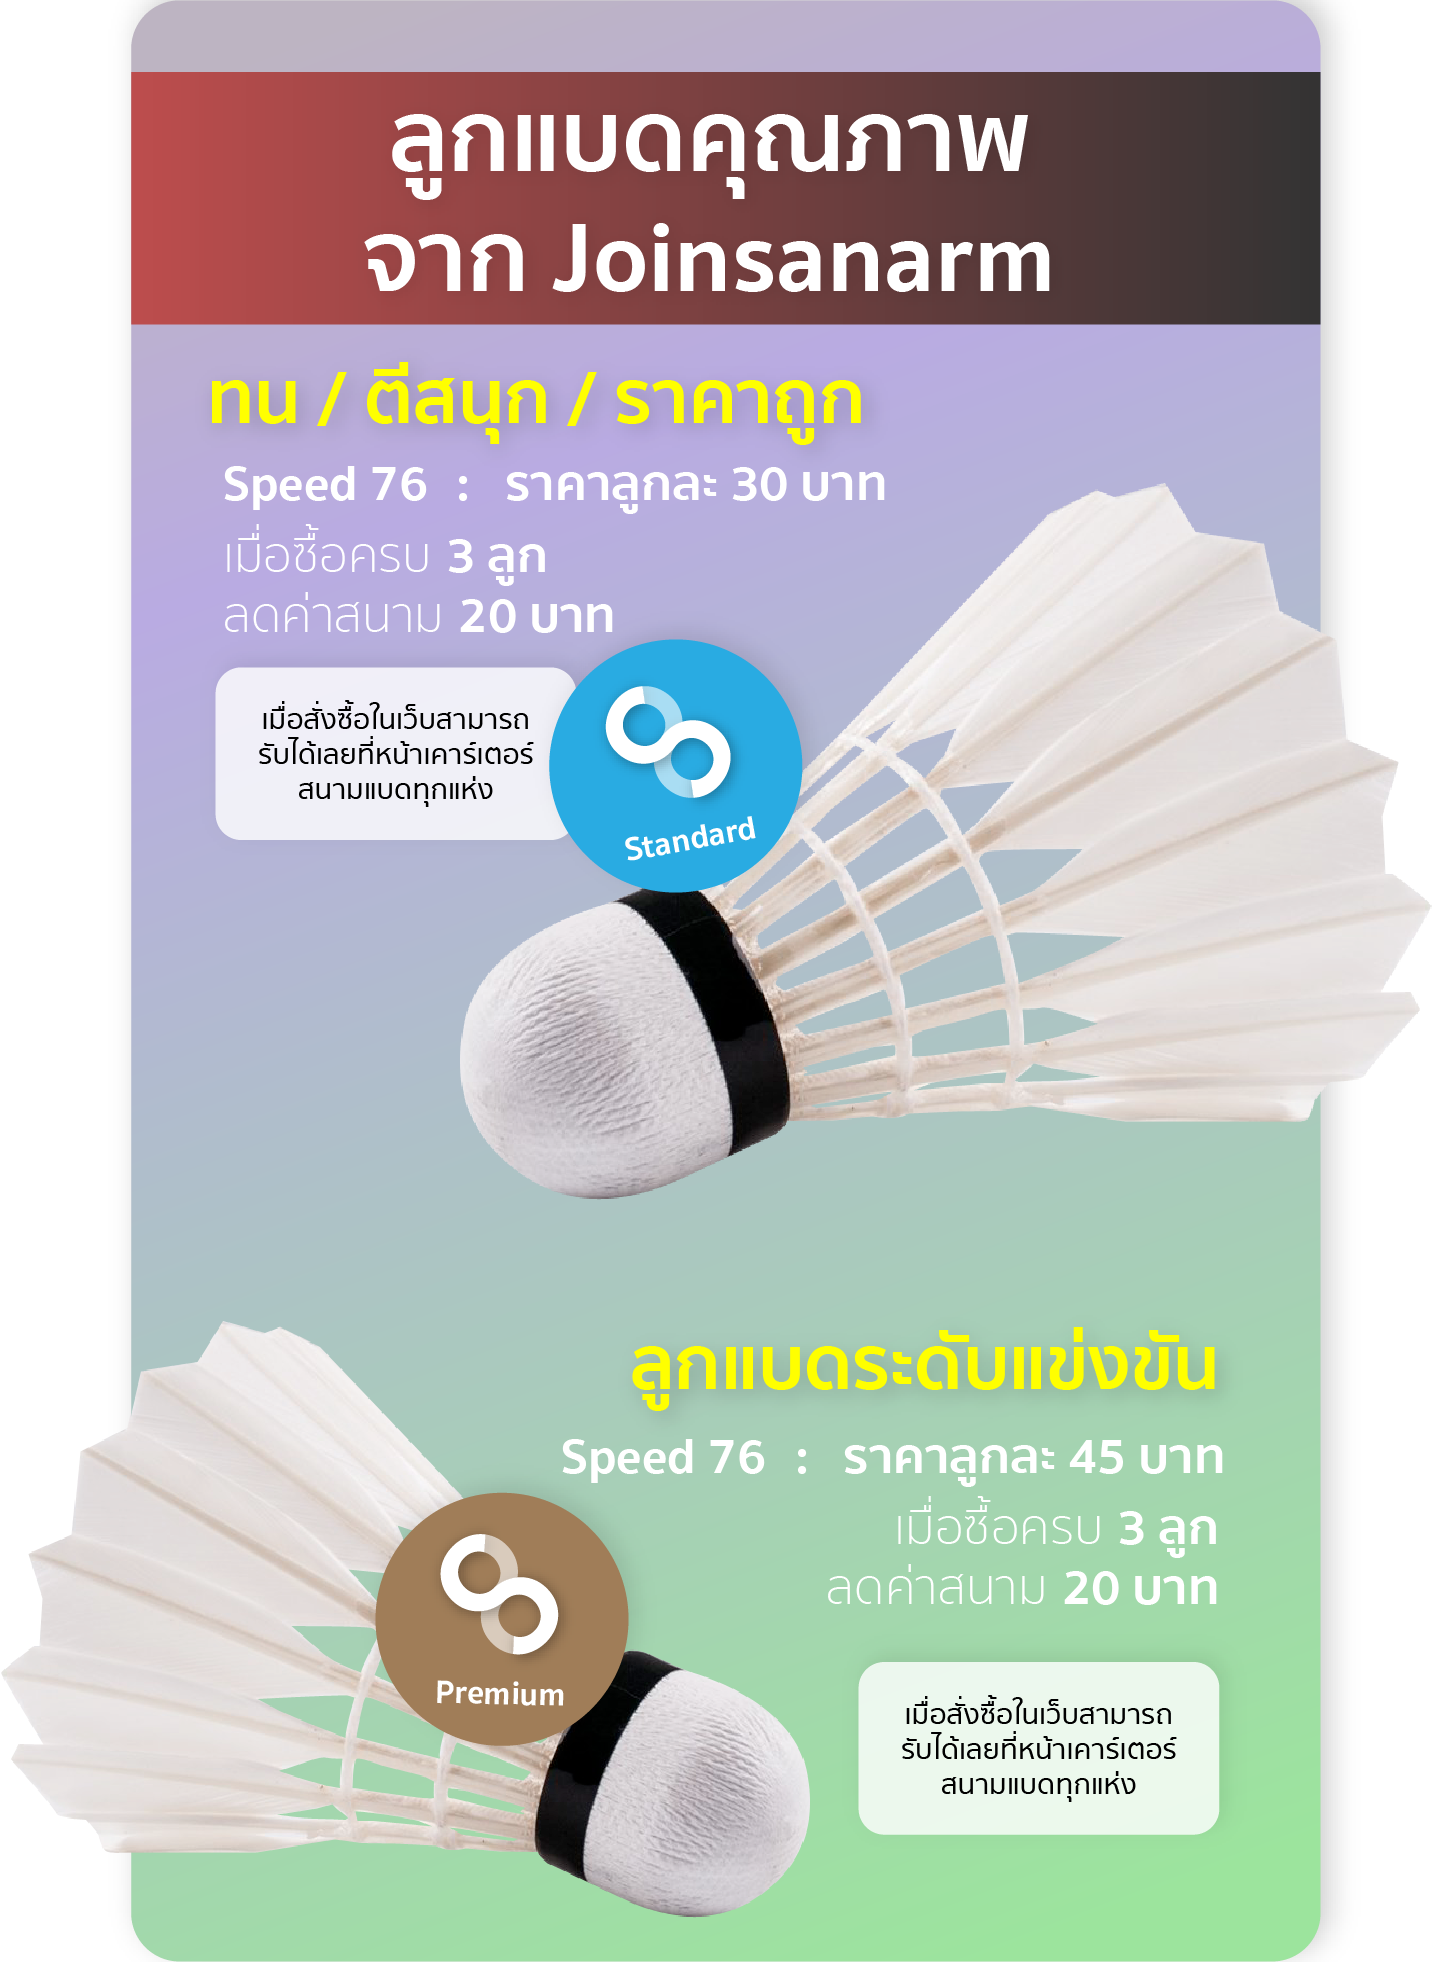 ลูกแบดคุณภาพ
จาก Joinsanarm
ทน / ตีสนุก / ราคาถูก
Speed 76 : ราคาลูกละ 30 บาท
เมื่อซื้อครบ 3 ลูก
ลดค่าสนาม 20 บาท
เมื่อสั่งซื้อในเว็บสามารถ
รับได้เลยที่หน้าเคาร์เตอร์
สนามแบดทุกแห่ง
Standard
ลูกแบดระดับแข่งขัน
Speed 76 : ราคาลูกละ 45 บาท
เมื่อซื้อครบ 3 ลูก
ลดค่าสนาม 20 บาท
Premium
เมื่อสั่งซื้อในเว็บสามารถ
รับได้เลยที่หน้าเคาร์เตอร์
สนามแบดทุกแห่ง